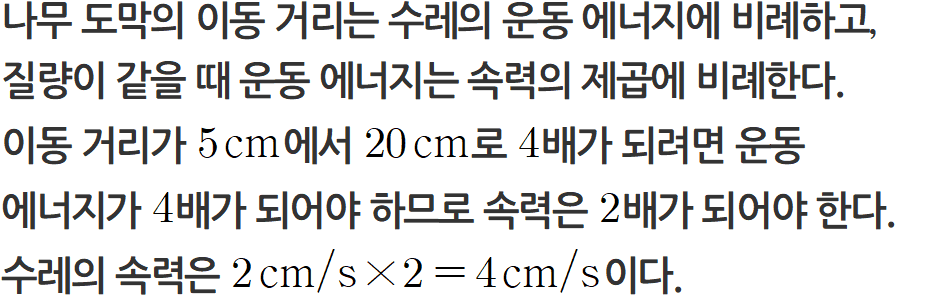 나무 도막의 이동 거리는 수레의 운동 에너지에 비례하고,
질량이 같을 때 운동 에너지는 속력의 제곱에 비례한다.
이동 거리가 5 cm에서 20 cm로 4배가 되려면 운동
에너지가 4배가 되어야 하므로 속력은 2배가 되어야 한다.
수레의 속력은 2 cm/s×2=4 cm/s이다.